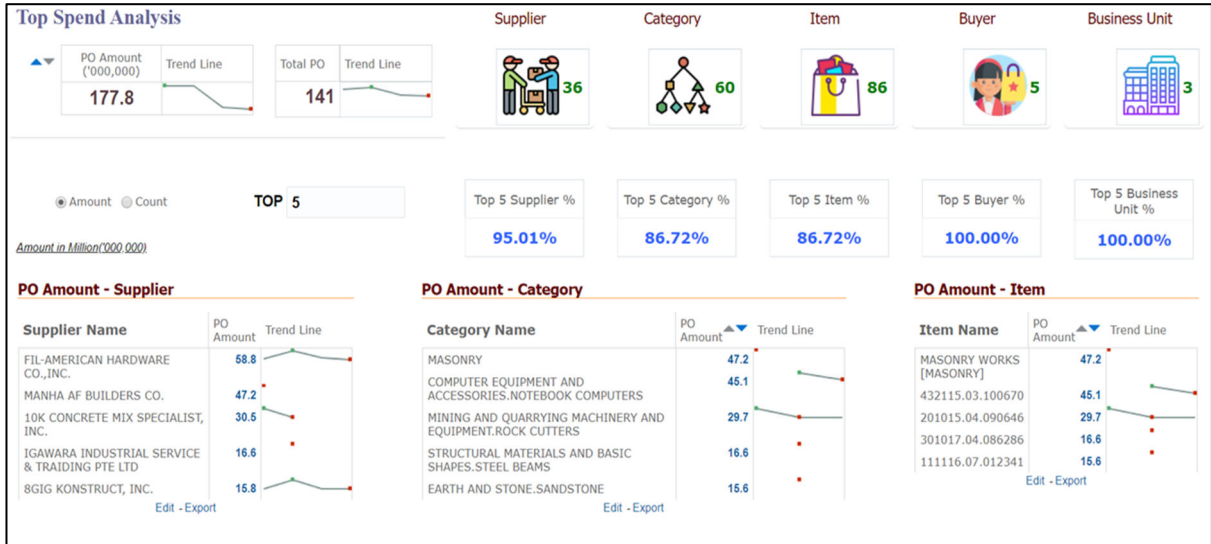 Top Spend Analysis
Supplier
Category
Item
Buyer
Business Unit
PO Amount
('000,000)
Trend Line
177.8
Total PO
Trend Line
141
36
60
86
5
3
Amount
Count
TOP 5
Amount in Million('000,000)
Top 5 Supplier %
95.01%
Top 5 Category %
86.72%
Top 5 Item %
86.72%
Top 5 Buyer %
100.00%
Top 5 Business
Unit %
100.00%
PO Amount - Supplier
Supplier Name
PO
Amount
Trend Line
FIL-AMERICAN HARDWARE
CO.,INC.
58.8
MANHA AF BUILDERS CO.
47.2
10K CONCRETE MIX SPECIALIST,
INC.
30.5
IGAWARA INDUSTRIAL SERVICE
& TRAIDING PTE LTD
16.6
8GIG KONSTRUCT, INC.
15.8
Edit - Export
PO Amount - Category
Category Name
PO
Amount
Trend Line
MASONRY
47.2
COMPUTER EQUIPMENT AND
ACCESSORIES.NOTEBOOK COMPUTERS
45.1
MINING AND QUARRYING MACHINERY AND
EQUIPMENT.ROCK CUTTERS
29.7
STRUCTURAL MATERIALS AND BASIC
SHAPES.STEEL BEAMS
16.6
EARTH AND STONE.SANDSTONE
15.6
Edit - Export
PO Amount - Item
Item Name
PO
Amount
Trend Line
MASONRY WORKS
[MASONRY]
47.2
432115.03.100670
45.1
201015.04.090646
29.7
301017.04.086286
16.6
111116.07.012341
15.6
Edit - Export